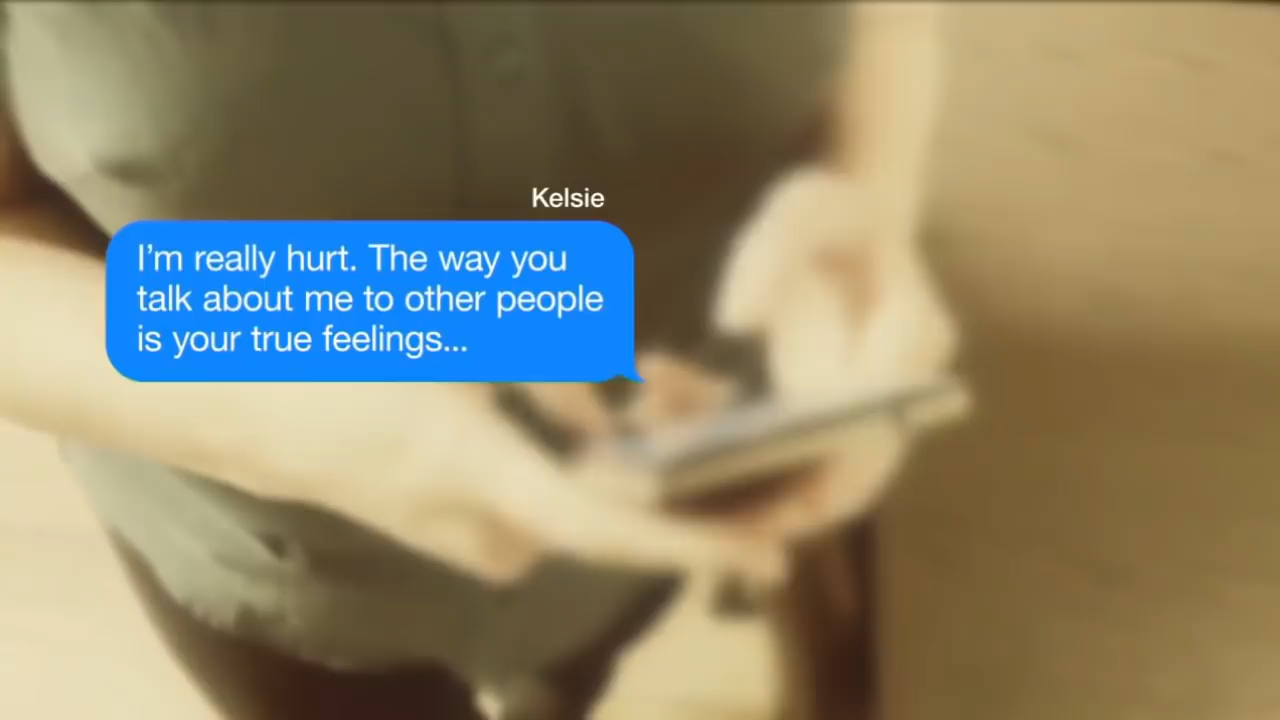 Kelsie
I'm really hurt. The way you
talk about me to other people
is your true feelings...